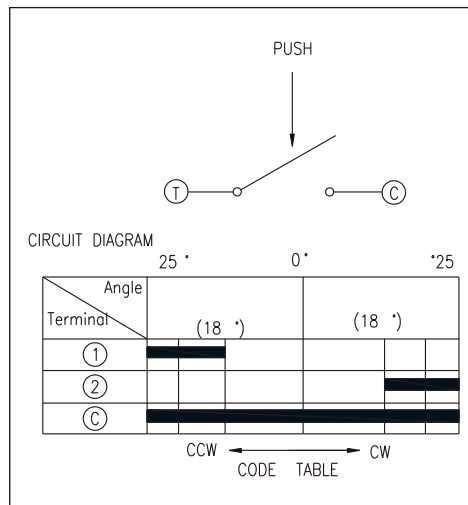 PUSH
T C
CIRCUIT DIAGRAM
25 ° 0° °25
Angle
Terminal
(18 °) (18 °)
1
2
C
CCW CW
CODE TABLE